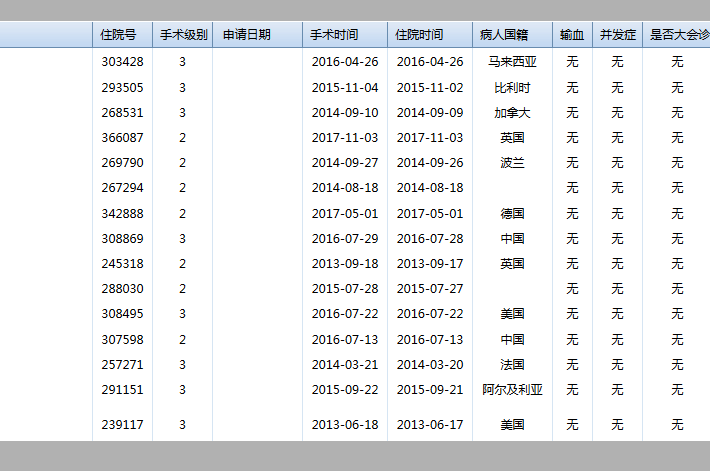 住院号 手术级别 申请日期 手术时间 住院时间 病人国籍 输血 并发症 是否大会诊
303428 3 2016-04-26 2016-04-26 马来西亚 无 无 无
293505 3 2015-11-04 2015-11-02 比利时 无 无 无
268531 3 2014-09-10 2014-09-09 加拿大 无 无 无
366087 2 2017-11-03 2017-11-03 英国 无 无 无
269790 2 2014-09-27 2014-09-26 波兰 无 无 无
267294 2 2014-08-18 2014-08-18 无 无 无
342888 2 2017-05-01 2017-05-01 德国 无 无 无
308869 3 2016-07-29 2016-07-28 中国 无 无 无
245318 2 2013-09-18 2013-09-17 英国 无 无 无
288030 2 2015-07-28 2015-07-27 无 无 无
308495 3 2016-07-22 2016-07-22 美国 无 无 无
307598 2 2016-07-13 2016-07-13 中国 无 无 无
257271 3 2014-03-21 2014-03-20 法国 无 无 无
291151 3 2015-09-22 2015-09-21 阿尔及利亚 无 无 无
239117 3 2013-06-18 2013-06-17 美国 无 无 无